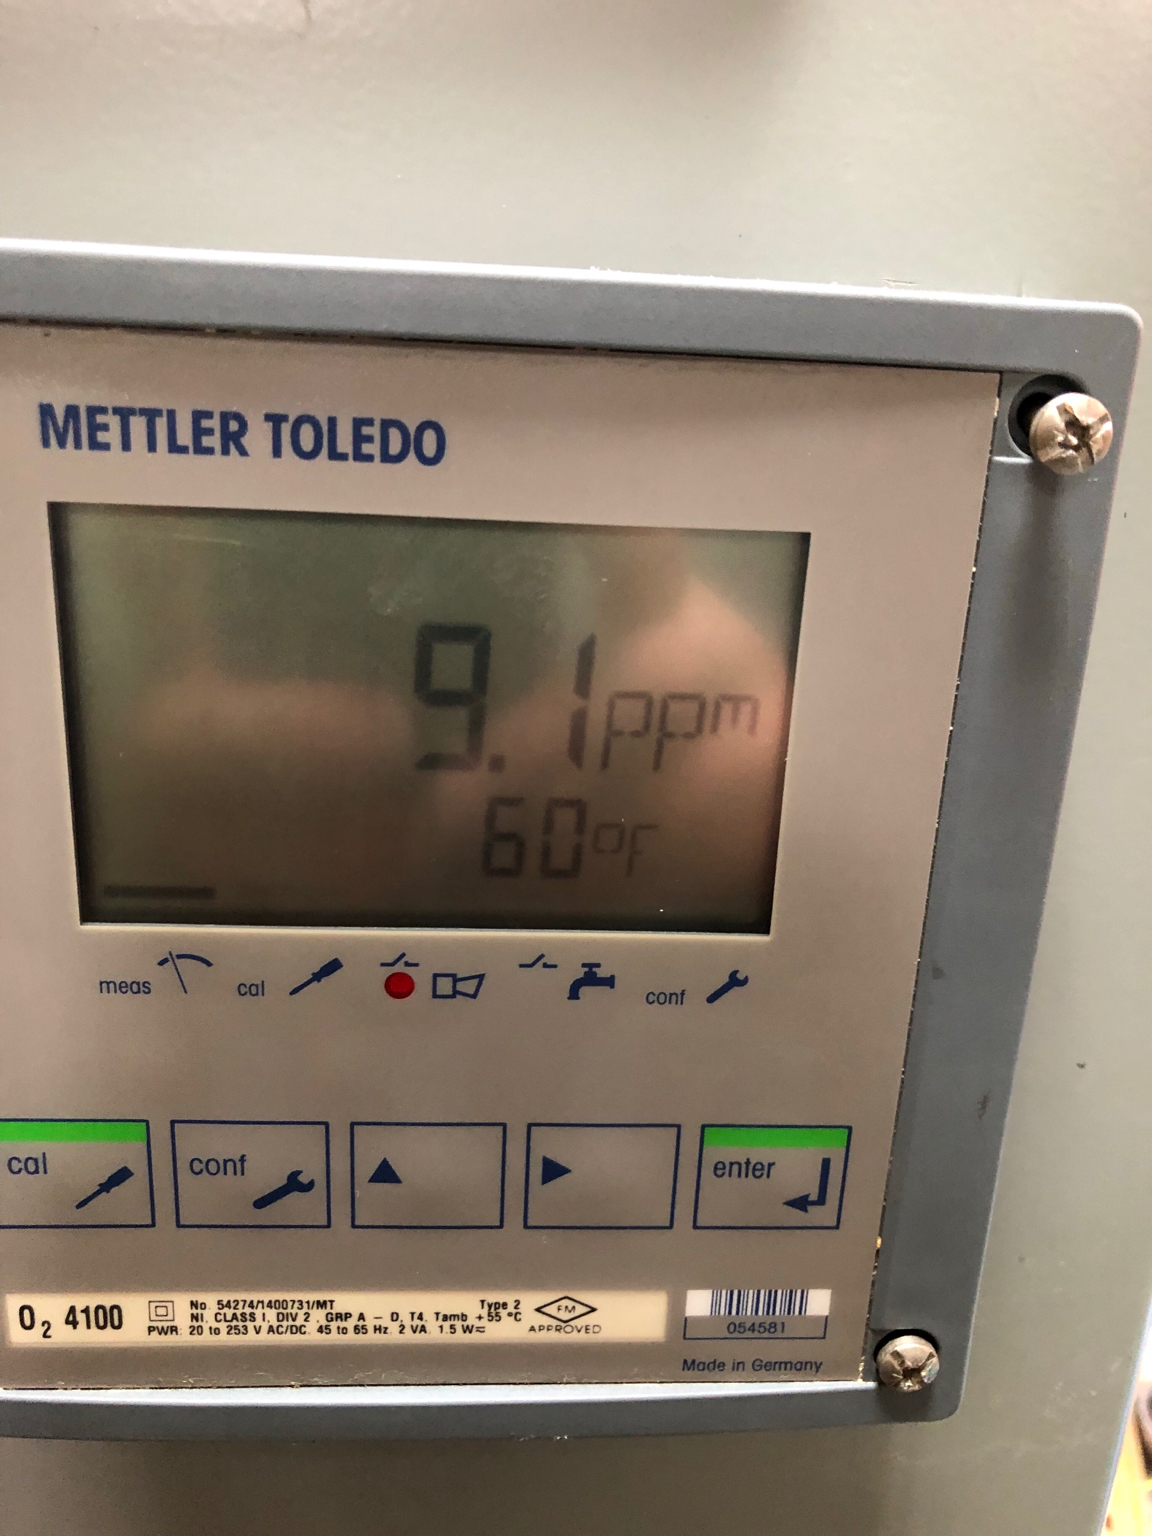 METTLER TOLEDO
9.1 ppm
60 °F
meas cal conf
cal conf enter
O2 4100
No. 54274/1400731/MT Type 2
NI, CLASS I, DIV 2 , GRP A – D, T4, Tamb +55 °C
PWR: 20 to 253 V AC/DC. 45 to 65 Hz. 2 VA. 1.5 W
FM
APPROVED
054581
Made in Germany